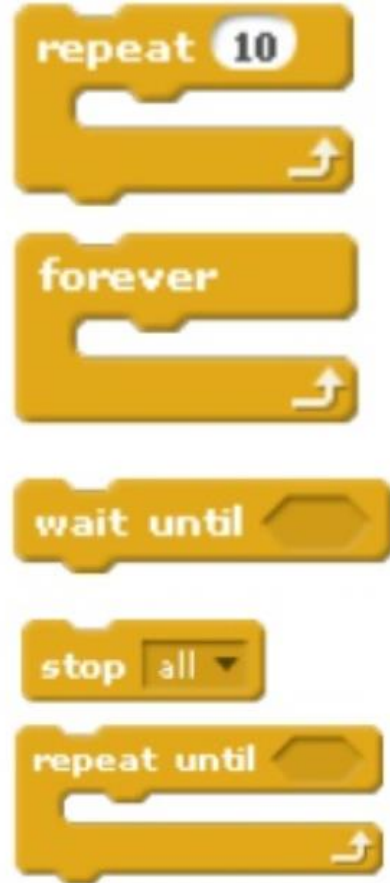 repeat 10
forever
wait until
stop all
repeat until